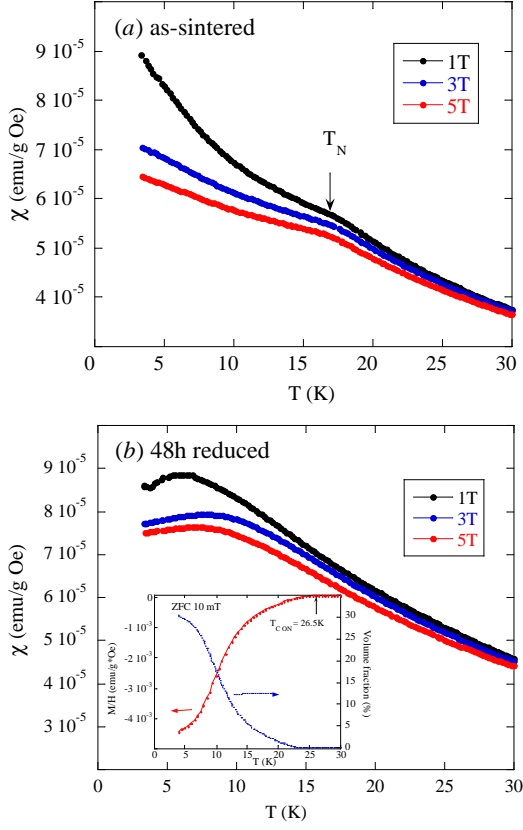 (a) as-sintered
9 10⁻⁵
8 10⁻⁵
7 10⁻⁵
6 10⁻⁵
5 10⁻⁵
4 10⁻⁵
χ (emu/g Oe)
1T
3T
5T
T_N
0 5 10 15 20 25 30
T (K)
(b) 48h reduced
9 10⁻⁵
8 10⁻⁵
7 10⁻⁵
6 10⁻⁵
5 10⁻⁵
4 10⁻⁵
3 10⁻⁵
2 10⁻⁵
χ (emu/g Oe)
1T
3T
5T
ZFC 10 mT
T_C ON = 26.5K
0
-1 10⁻³
-2 10⁻³
-3 10⁻³
-4 10⁻³
M/H (emu/g*Oe)
30
25
20
15
10
5
0
Volume fraction (%)
0 5 10 15 20 25 30
T (K)
0 5 10 15 20 25 30
T (K)